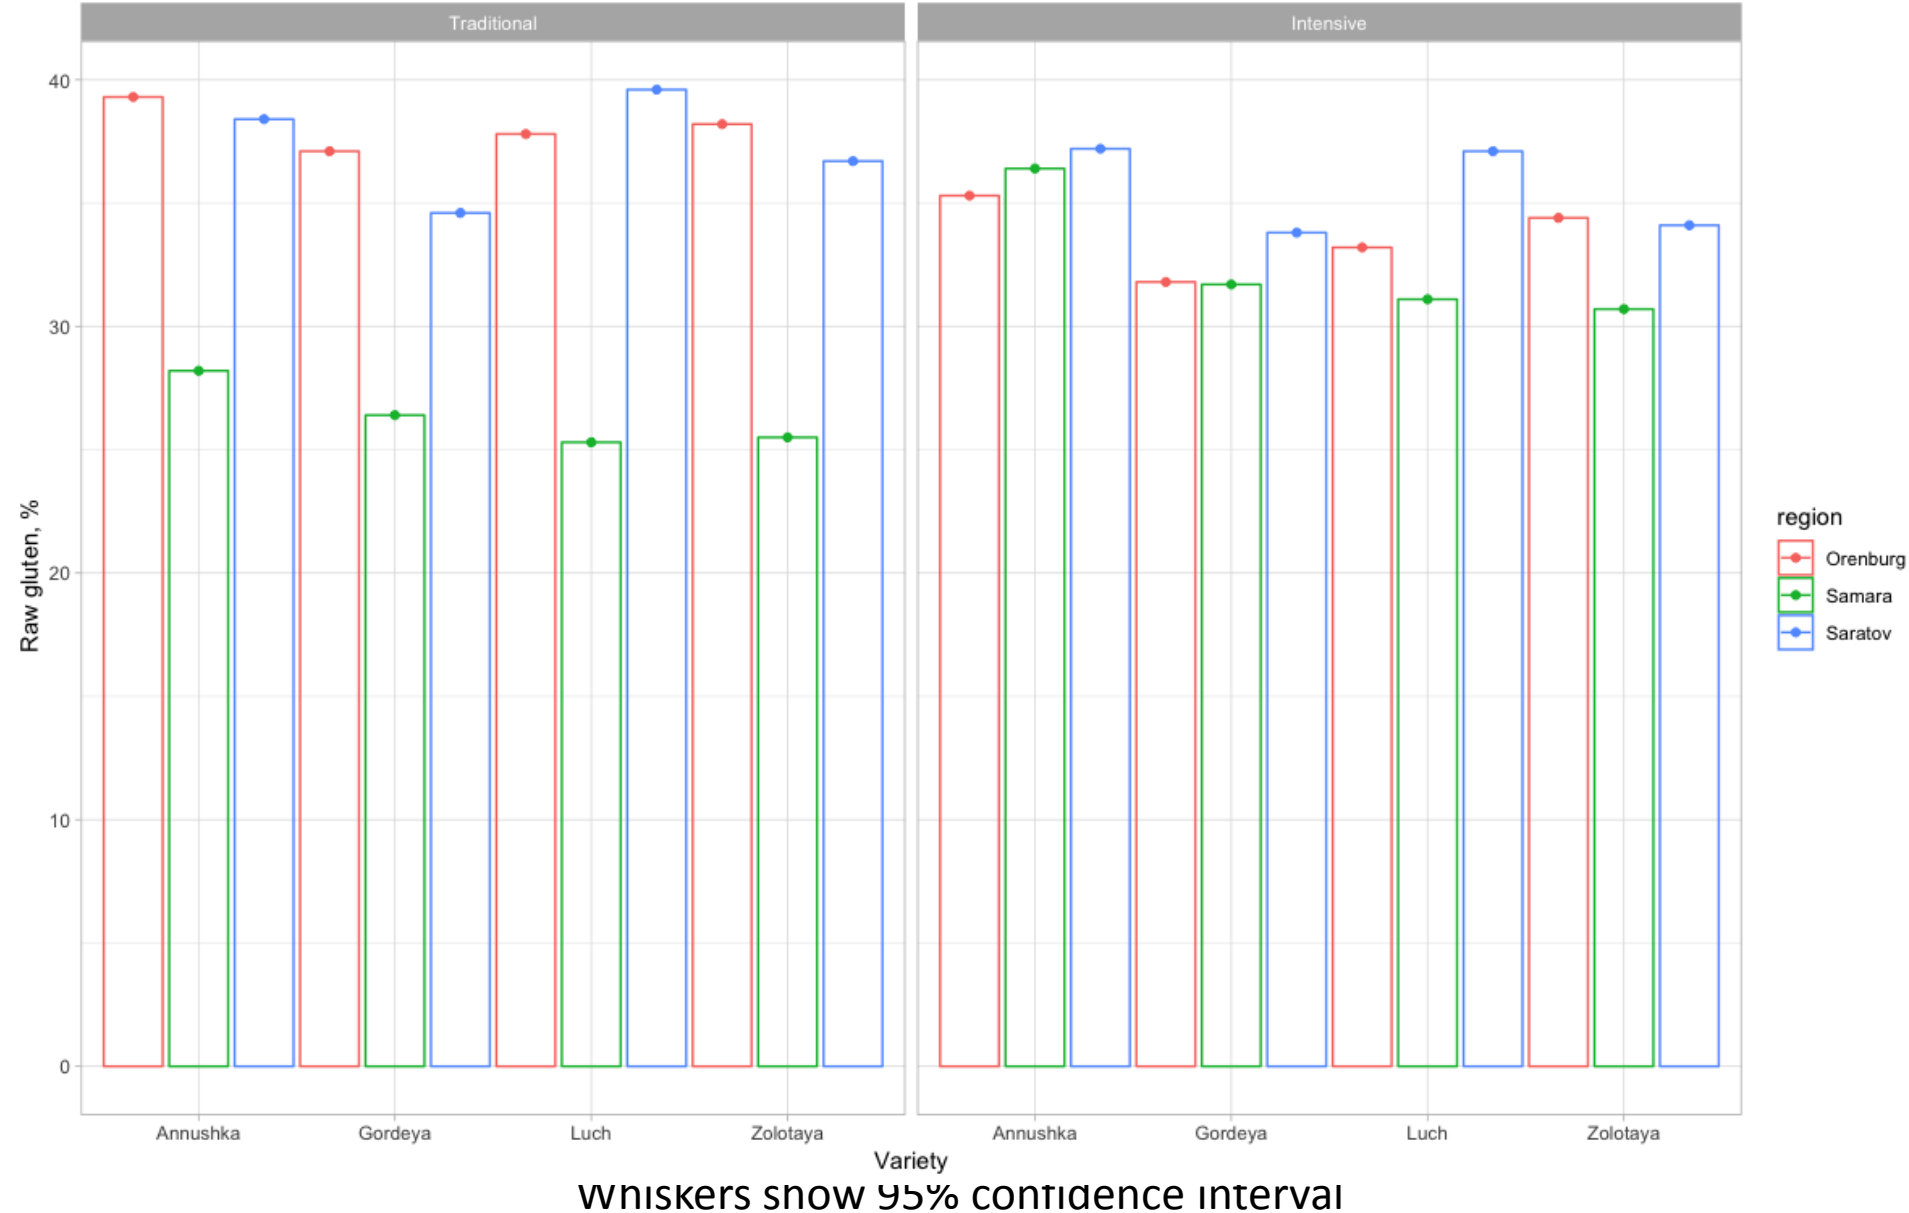 Traditional
Intensive
40
30
20
10
0
Raw gluten, %
Annushka
Gordeya
Luch
Zolotaya
Annushka
Gordeya
Luch
Zolotaya
Variety
region
Orenburg
Samara
Saratov
Whiskers show 95% confidence interval